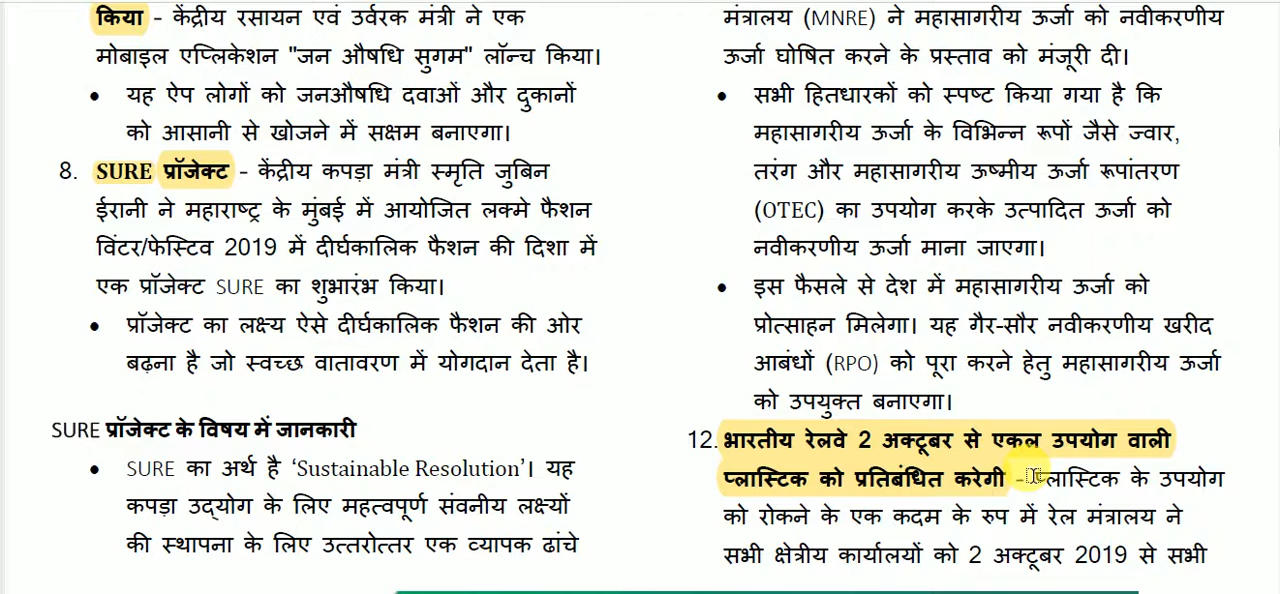 किया - केंद्रीय रसायन एवं उर्वरक मंत्री ने एक
मोबाइल एप्लिकेशन "जन औषधि सुगम" लॉन्च किया।
• यह ऐप लोगों को जनऔषधि दवाओं और दुकानों
को आसानी से खोजने में सक्षम बनाएगा।
8. SURE प्रॉजेक्ट - केंद्रीय कपड़ा मंत्री स्मृति जुबिन
ईरानी ने महाराष्ट्र के मुंबई में आयोजित लक्मे फैशन
विंटर/फेस्टिव 2019 में दीर्घकालिक फैशन की दिशा में
एक प्रॉजेक्ट SURE का शुभारंभ किया।
• प्रॉजेक्ट का लक्ष्य ऐसे दीर्घकालिक फैशन की ओर
बढ़ना है जो स्वच्छ वातावरण में योगदान देता है।
SURE प्रॉजेक्ट के विषय में जानकारी
• SURE का अर्थ है ‘Sustainable Resolution’। यह
कपड़ा उद्योग के लिए महत्वपूर्ण संवनीय लक्ष्यों
की स्थापना के लिए उत्तरोत्तर एक व्यापक ढांचे
मंत्रालय (MNRE) ने महासागरीय ऊर्जा को नवीकरणीय
ऊर्जा घोषित करने के प्रस्ताव को मंजूरी दी।
• सभी हितधारकों को स्पष्ट किया गया है कि
महासागरीय ऊर्जा के विभिन्न रूपों जैसे ज्वार,
तरंग और महासागरीय ऊष्मीय ऊर्जा रूपांतरण
(OTEC) का उपयोग करके उत्पादित ऊर्जा को
नवीकरणीय ऊर्जा माना जाएगा।
• इस फैसले से देश में महासागरीय ऊर्जा को
प्रोत्साहन मिलेगा। यह गैर-सौर नवीकरणीय खरीद
आबंधों (RPO) को पूरा करने हेतु महासागरीय ऊर्जा
को उपयुक्त बनाएगा।
12. भारतीय रेलवे 2 अक्टूबर से एकल उपयोग वाली
प्लास्टिक को प्रतिबंधित करेगी - प्लास्टिक के उपयोग
को रोकने के एक कदम के रुप में रेल मंत्रालय ने
सभी क्षेत्रीय कार्यालयों को 2 अक्टूबर 2019 से सभी